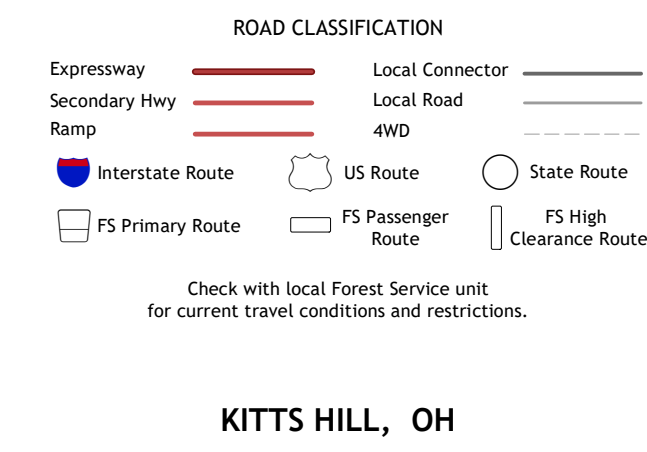 ROAD CLASSIFICATION
Expressway
Local Connector
Secondary Hwy
Local Road
Ramp
4WD
Interstate Route
US Route
State Route
FS Primary Route
FS Passenger
Route
FS High
Clearance Route
Check with local Forest Service unit
for current travel conditions and restrictions.
KITTS HILL, OH